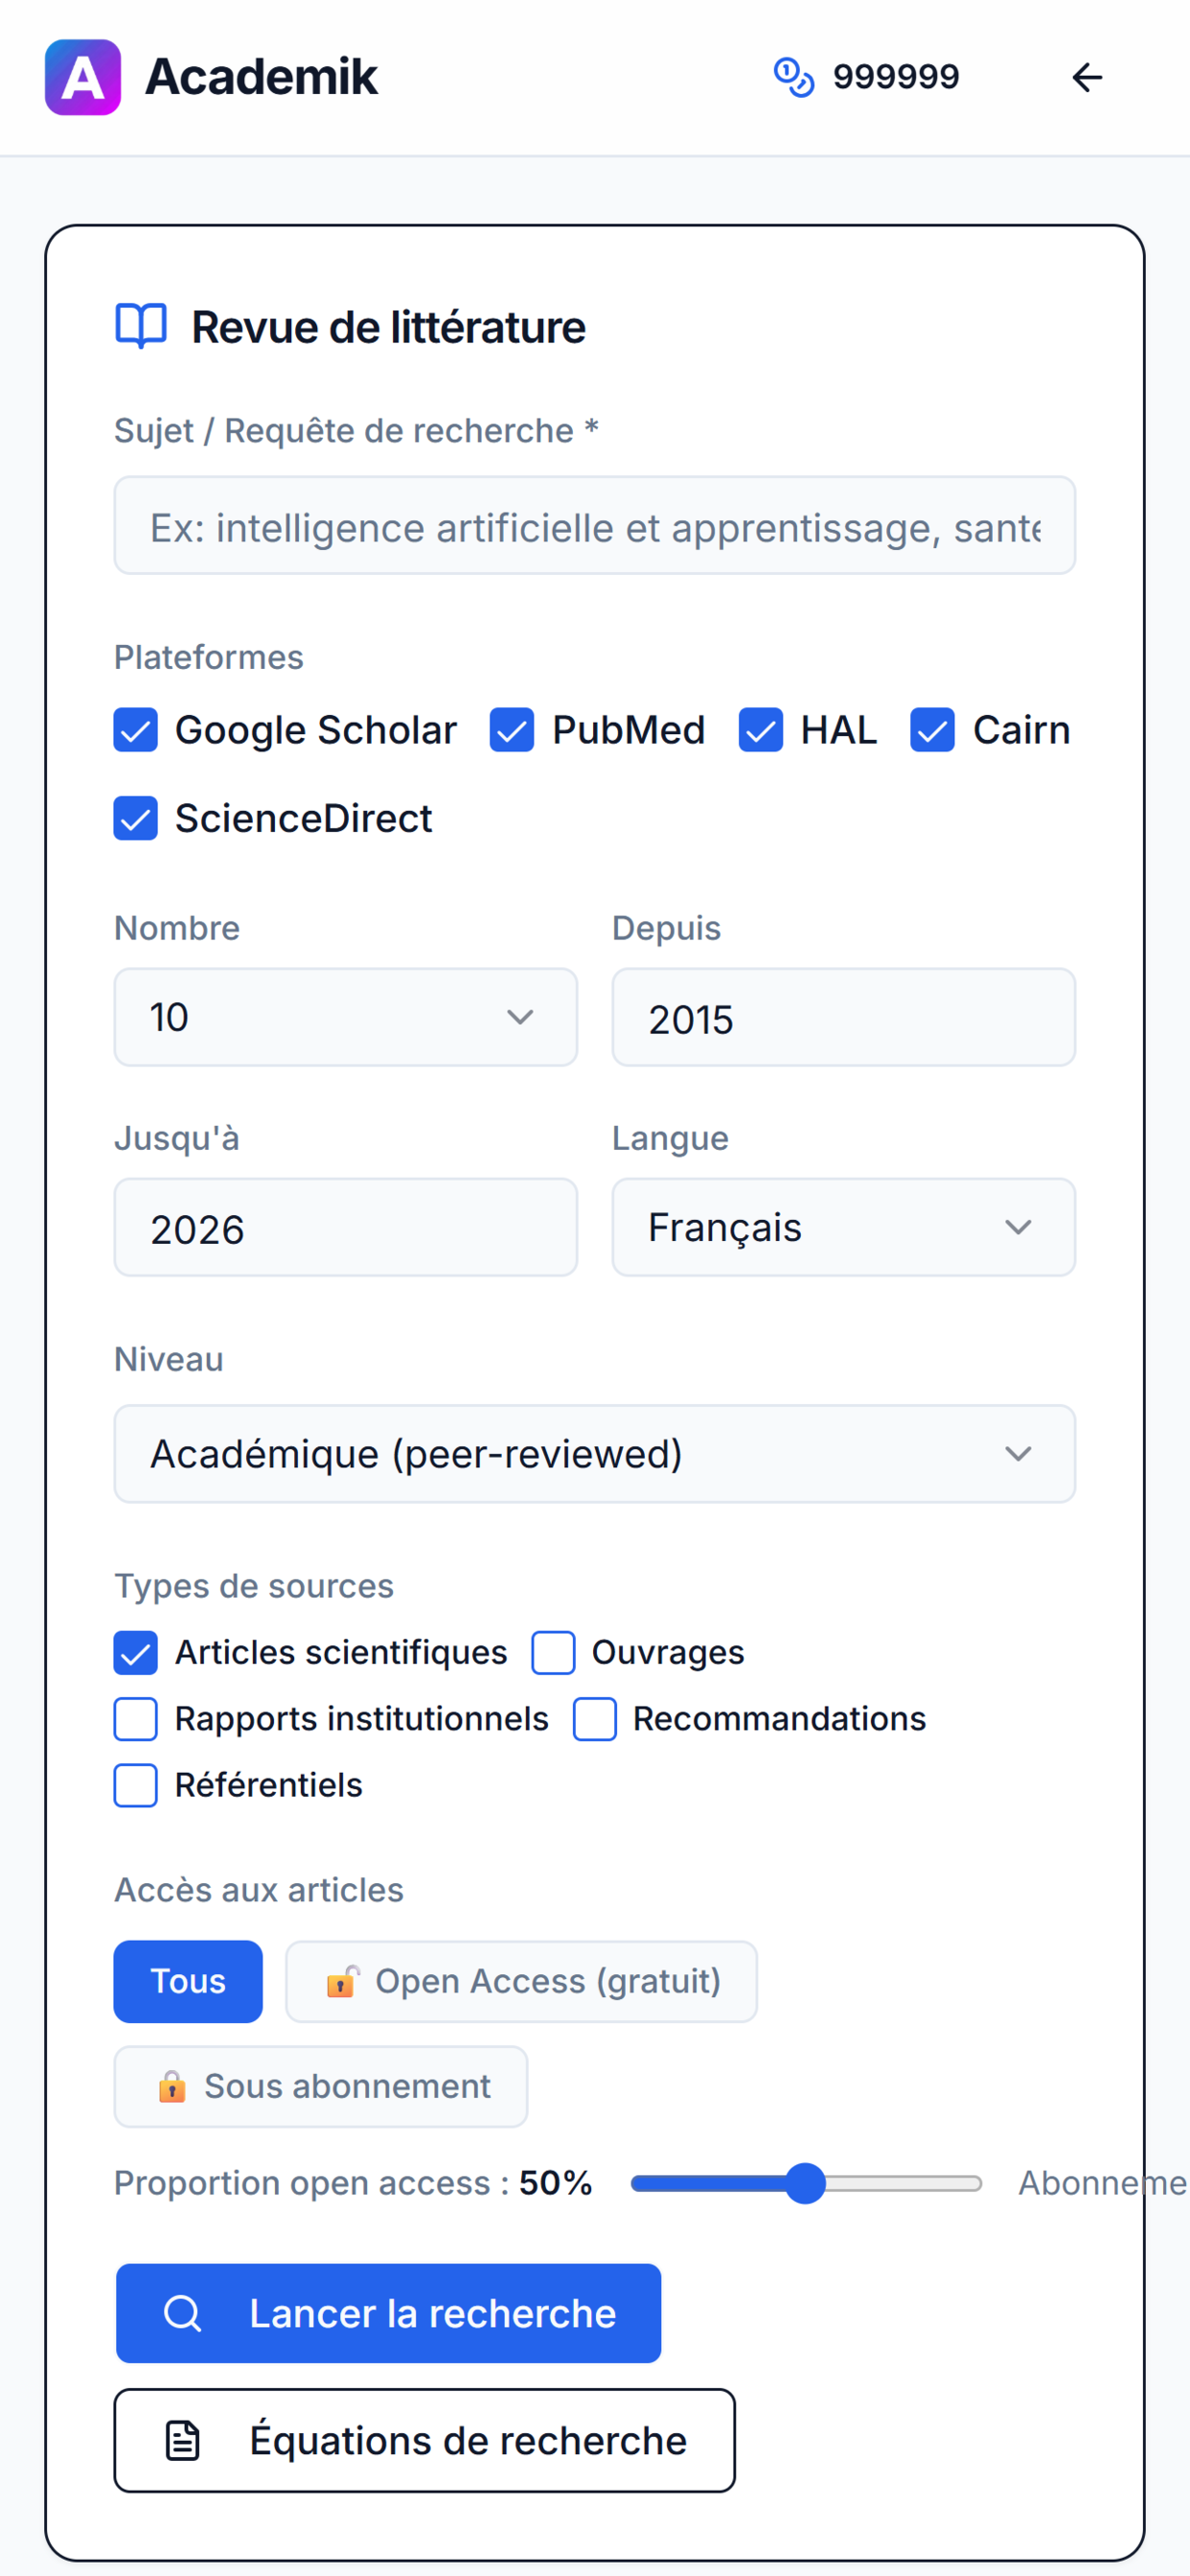 A Academik 999999
Revue de littérature
Sujet / Requête de recherche *
Ex: intelligence artificielle et apprentissage, santé
Plateformes
Google Scholar PubMed HAL Cairn
ScienceDirect
Nombre Depuis
10 2015
Jusqu'à Langue
2026 Français
Niveau
Académique (peer-reviewed)
Types de sources
Articles scientifiques Ouvrages
Rapports institutionnels Recommandations
Référentiels
Accès aux articles
Tous Open Access (gratuit)
Sous abonnement
Proportion open access : 50% Abonneme
Lancer la recherche
Équations de recherche